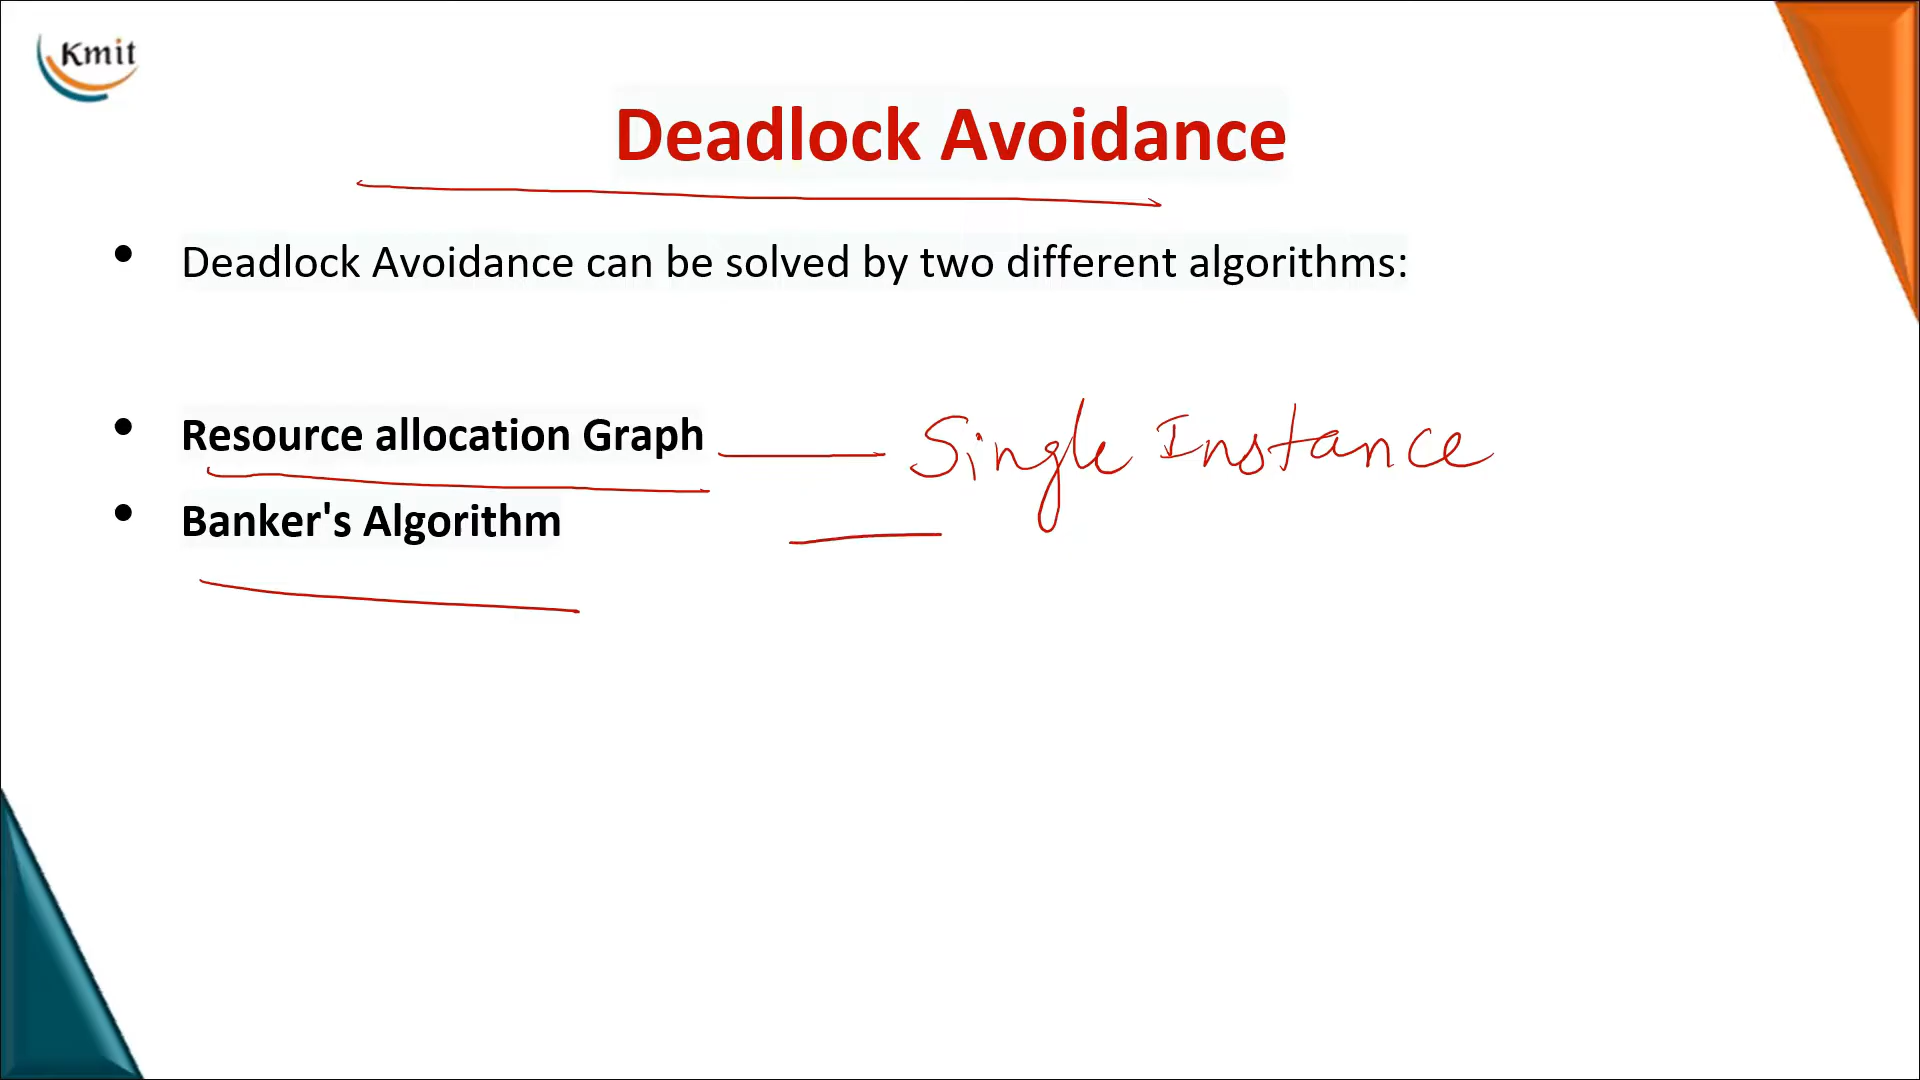 Kmit
Deadlock Avoidance
• Deadlock Avoidance can be solved by two different algorithms:
• Resource allocation Graph Single Instance
• Banker's Algorithm